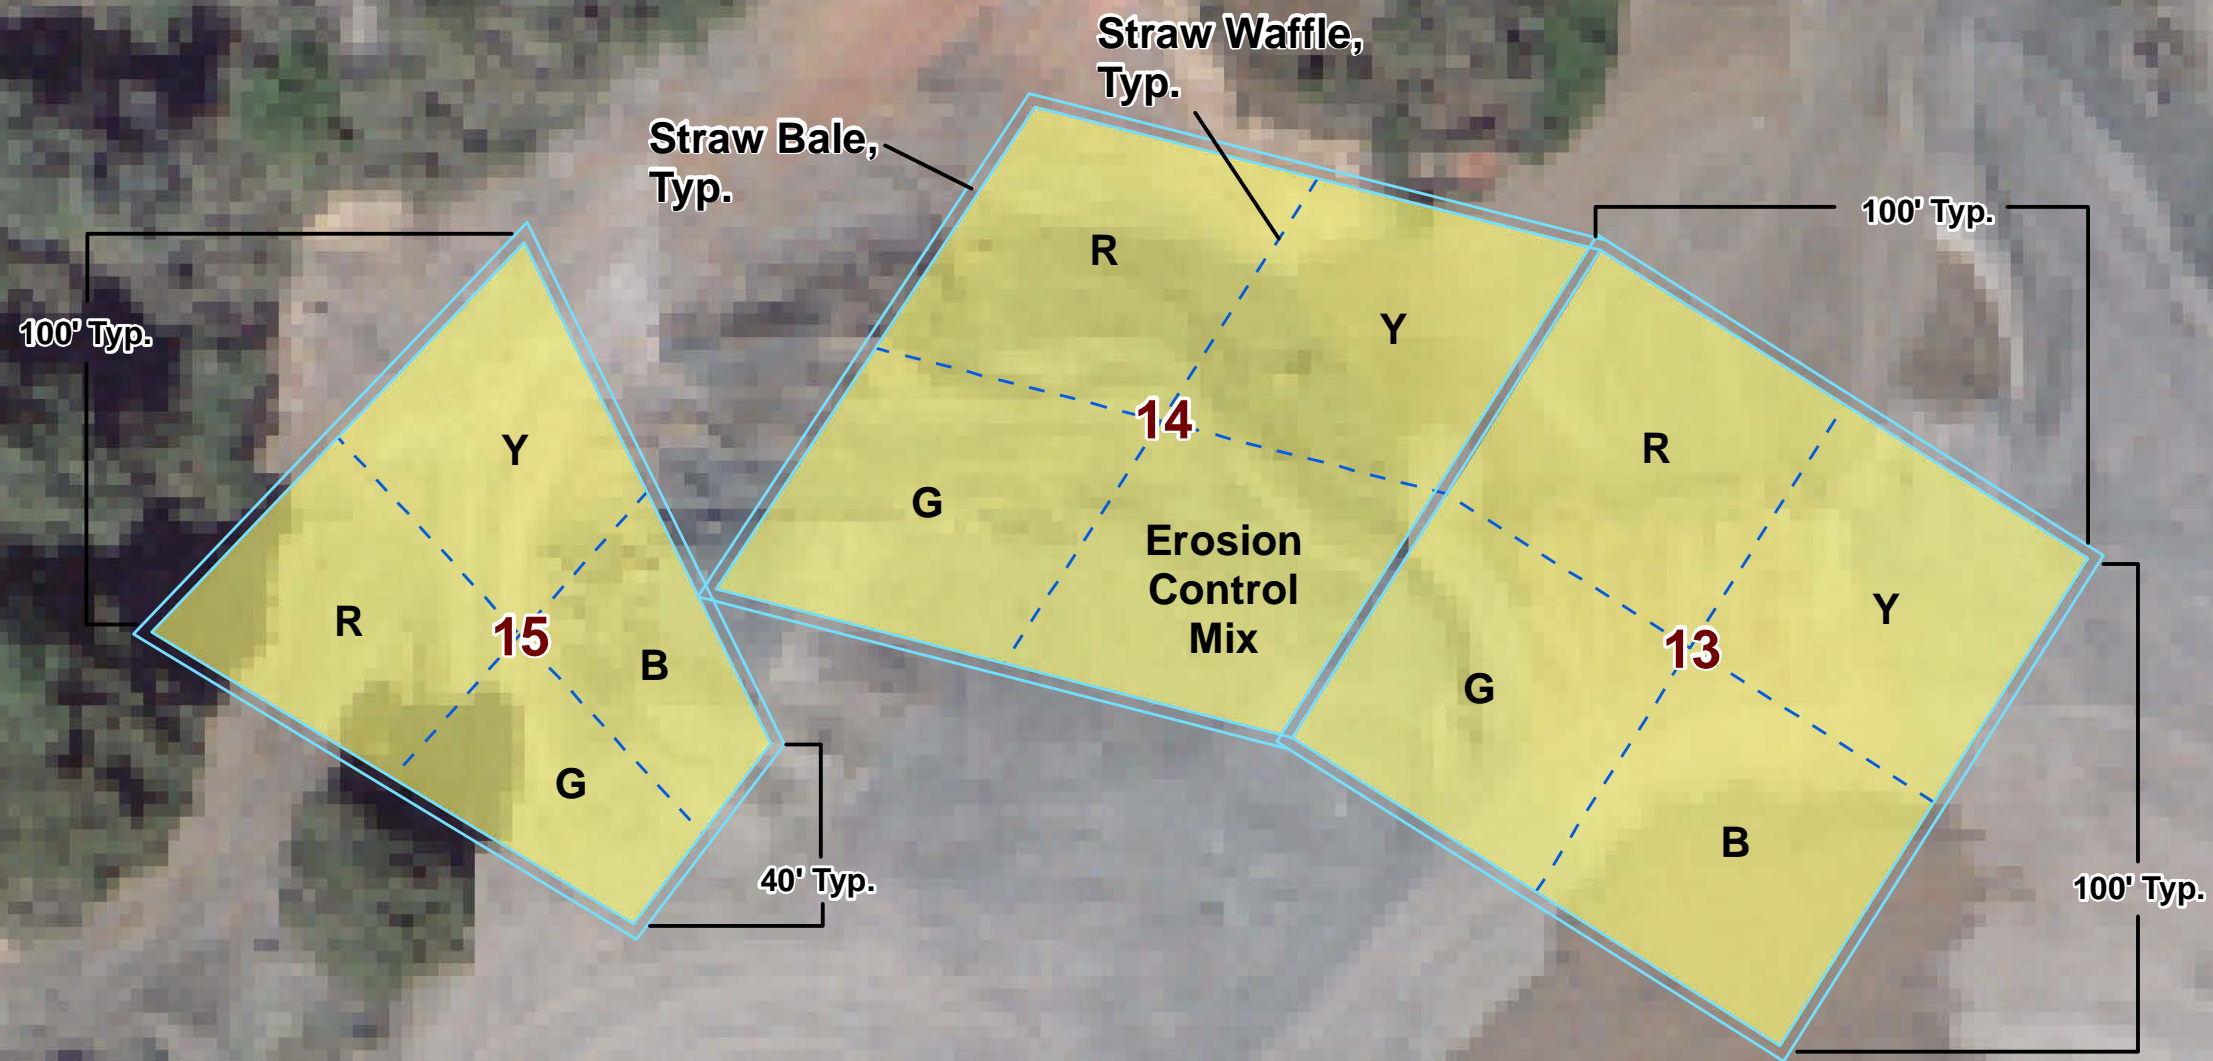 Straw Waffle,
Typ.
Straw Bale,
Typ.
100' Typ.
100' Typ.
R
Y
14
G
Erosion
Control
Mix
R
Y
13
G
B
Y
R
15
B
G
40' Typ.
100' Typ.